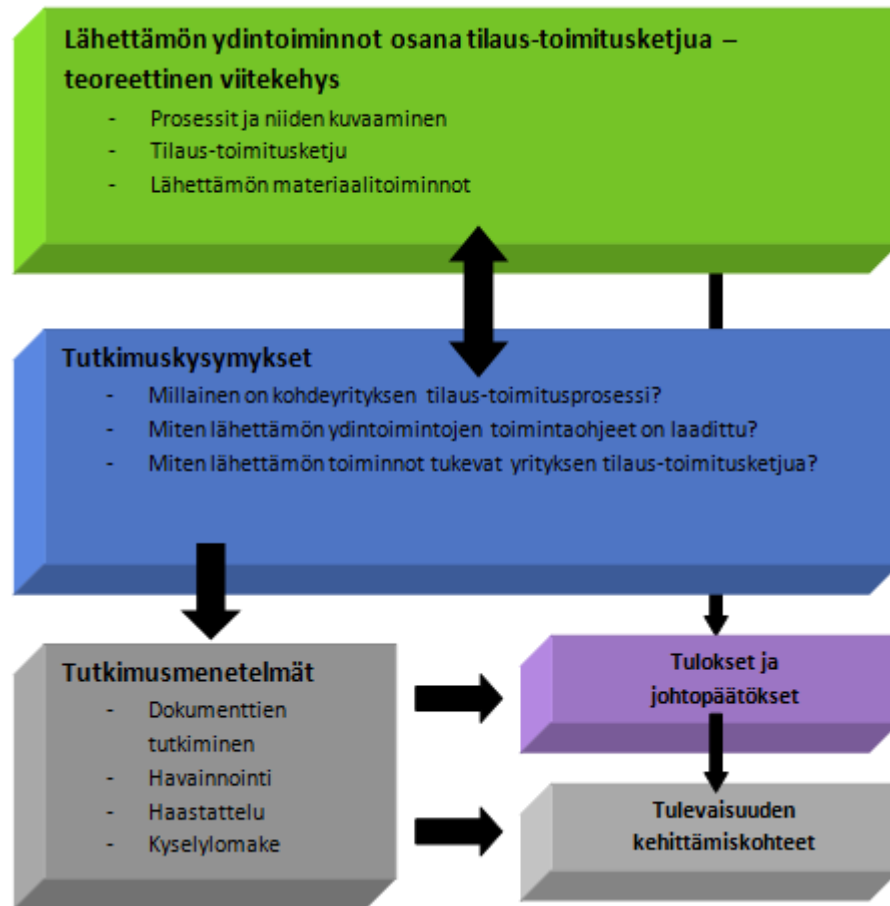 Lähettämön ydintoiminnot osana tilaus-toimitusketjua –
teoreettinen viitekehys
- Prosessit ja niiden kuvaaminen
- Tilaus-toimitusketju
- Lähettämön materiaalitoiminnot
Tutkimuskysymykset
- Millainen on kohdeyrityksen tilaus-toimitusprosessi?
- Miten lähettämön ydintoimintojen toimintaohjeet on laadittu?
- Miten lähettämön toiminnot tukevat yrityksen tilaus-toimitusketjua?
Tutkimusmenetelmät
- Dokumenttien
tutkiminen
- Havainnointi
- Haastattelu
- Kyselylomake
Tulokset ja
johtopäätökset
Tulevaisuuden
kehittämiskohteet